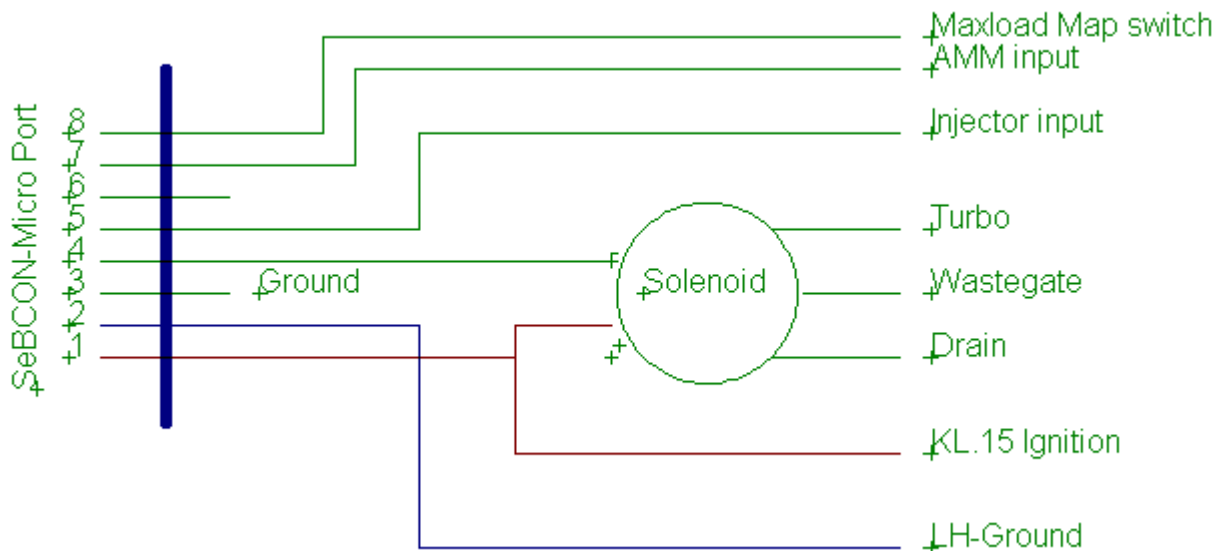 Maxload Map switch
AMM input
SeBCON-Micro Port
8
7
6
5
4
3
2
1
Injector input
Turbo
Ground
Solenoid
Wastegate
Drain
KL.15 Ignition
LH-Ground